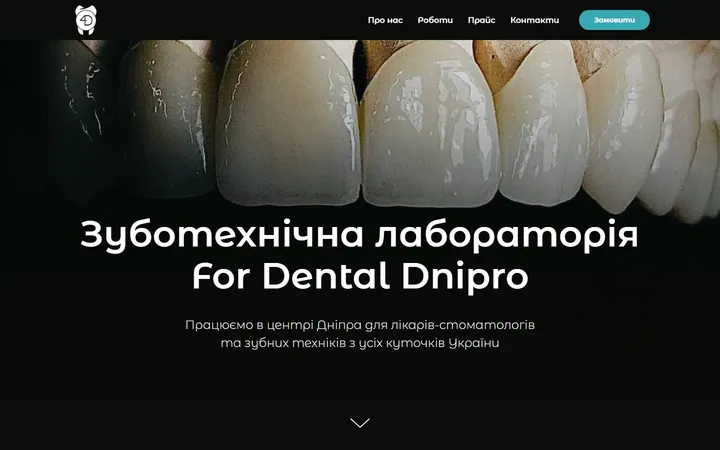 4D
Про нас
Роботи
Прайс
Контакти
Замовити
Зуботехнічна лабораторія
For Dental Dnipro
Працюємо в центрі Дніпра для лікарів-стоматологів
та зубних техніків з усіх куточків України